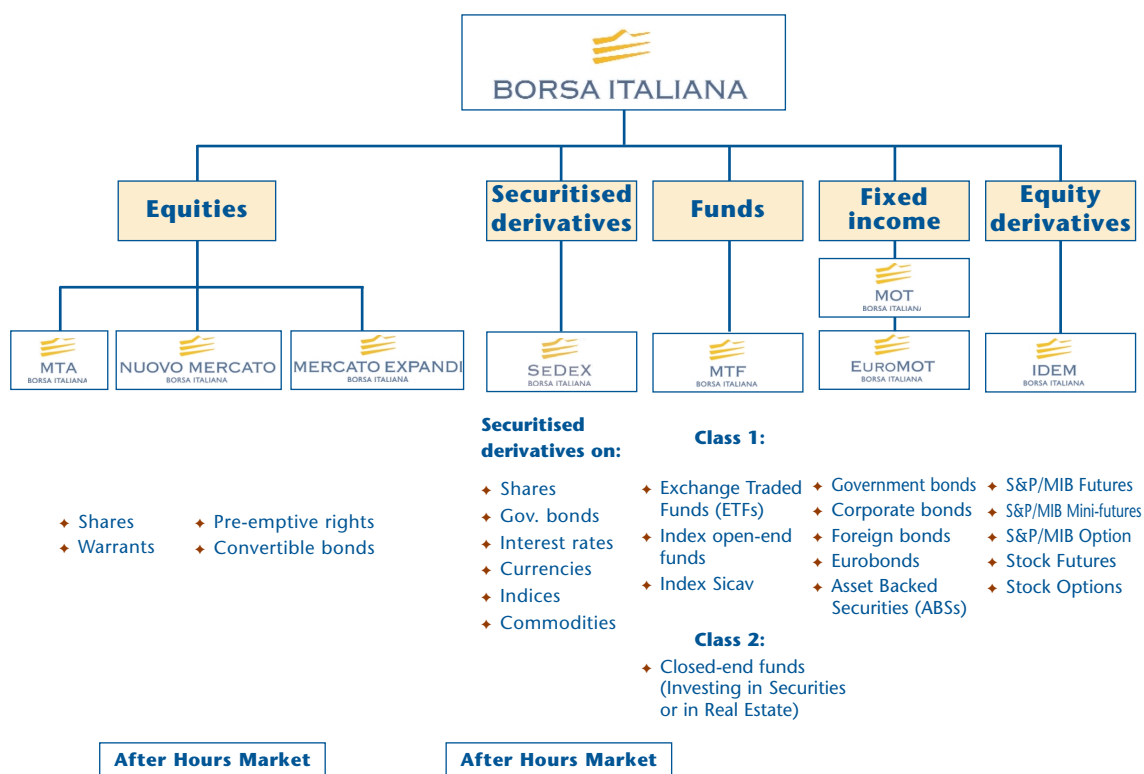 BORSA ITALIANA
Equities
Securitised
derivatives
Funds
Fixed
income
Equity
derivatives
MOT
BORSA ITALIANA
MTA
BORSA ITALIANA
NUOVO MERCATO
BORSA ITALIANA
MERCATO EXPANDI
BORSA ITALIANA
SEDEX
BORSA ITALIANA
MTF
BORSA ITALIANA
EUROMOT
BORSA ITALIANA
IDEM
BORSA ITALIANA
✦ Shares
✦ Warrants
✦ Pre-emptive rights
✦ Convertible bonds
Securitised
derivatives on:
✦ Shares
✦ Gov. bonds
✦ Interest rates
✦ Currencies
✦ Indices
✦ Commodities
Class 1:
✦ Exchange Traded
Funds (ETFs)
✦ Index open-end
funds
✦ Index Sicav
Class 2:
✦ Closed-end funds
(Investing in Securities
or in Real Estate)
✦ Government bonds
✦ Corporate bonds
✦ Foreign bonds
✦ Eurobonds
✦ Asset Backed
Securities (ABSs)
✦ S&P/MIB Futures
✦ S&P/MIB Mini-futures
✦ S&P/MIB Option
✦ Stock Futures
✦ Stock Options
After Hours Market
After Hours Market